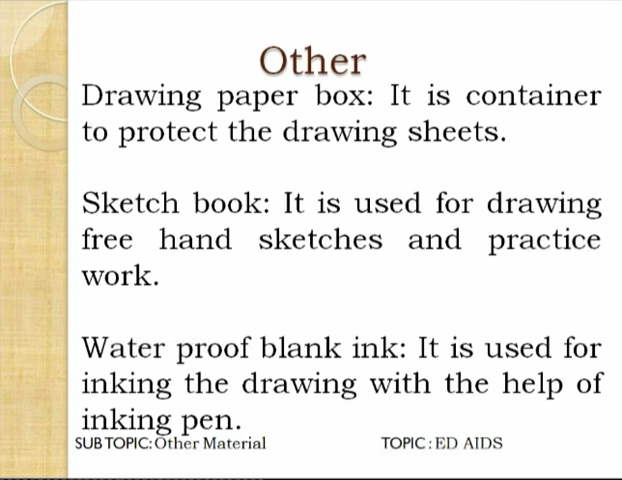 Other
Drawing paper box: It is container
to protect the drawing sheets.
Sketch book: It is used for drawing
free hand sketches and practice
work.
Water proof blank ink: It is used for
inking the drawing with the help of
inking pen.
SUB TOPIC: Other Material TOPIC : ED AIDS